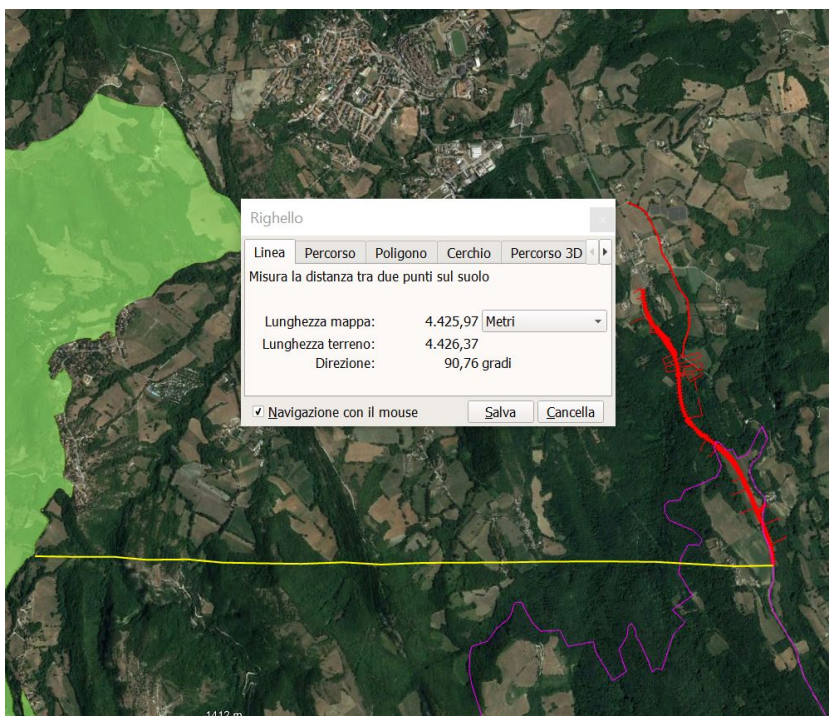 Righello
Linea Percorso Poligono Cerchio Percorso 3D
Misura la distanza tra due punti sul suolo
Lunghezza mappa: 4.425,97 Metri
Lunghezza terreno: 4.426,37
Direzione: 90,76 gradi
Navigazione con il mouse Salva Cancella
1412 m